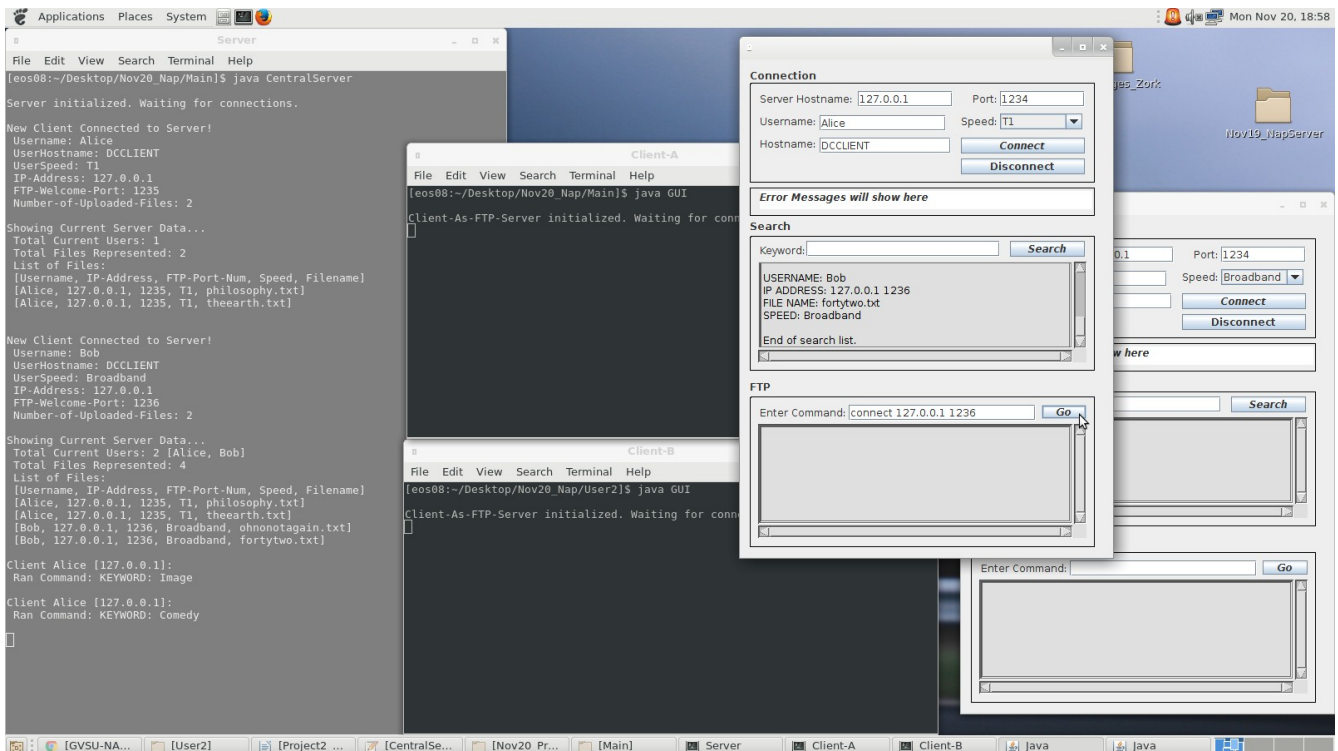 Applications Places System
Mon Nov 20, 18:58
Server
File Edit View Search Terminal Help
[eos08:~/Desktop/Nov20_Nap/Main]$ java CentralServer
Server initialized. Waiting for connections.
New Client Connected to Server!
Username: Alice
UserHostname: DCCLIENT
UserSpeed: T1
IP-Address: 127.0.0.1
FTP-Welcome-Port: 1235
Number-of-Uploaded-Files: 2
Showing Current Server Data...
Total Current Users: 1
Total Files Represented: 2
List of Files:
[Username, IP-Address, FTP-Port-Num, Speed, Filename]
[Alice, 127.0.0.1, 1235, T1, philosophy.txt]
[Alice, 127.0.0.1, 1235, T1, theearth.txt]
New Client Connected to Server!
Username: Bob
UserHostname: DCCLIENT
UserSpeed: Broadband
IP-Address: 127.0.0.1
FTP-Welcome-Port: 1236
Number-of-Uploaded-Files: 2
Showing Current Server Data...
Total Current Users: 2 [Alice, Bob]
Total Files Represented: 4
List of Files:
[Username, IP-Address, FTP-Port-Num, Speed, Filename]
[Alice, 127.0.0.1, 1235, T1, philosophy.txt]
[Alice, 127.0.0.1, 1235, T1, theearth.txt]
[Bob, 127.0.0.1, 1236, Broadband, ohnonotagain.txt]
[Bob, 127.0.0.1, 1236, Broadband, fortytwo.txt]
Client Alice [127.0.0.1]:
Ran Command: KEYWORD: Image
Client Alice [127.0.0.1]:
Ran Command: KEYWORD: Comedy
Client-A
File Edit View Search Terminal Help
[eos08:~/Desktop/Nov20_Nap/Main]$ java GUI
Client-As-FTP-Server initialized. Waiting for conn
Client-B
File Edit View Search Terminal Help
[eos08:~/Desktop/Nov20_Nap/User2]$ java GUI
Client-As-FTP-Server initialized. Waiting for conn
Connection
Server Hostname: 127.0.0.1 Port: 1234
Username: Alice Speed: T1
Hostname: DCCLIENT Connect
Disconnect
Error Messages will show here
Search
Keyword: Search
USERNAME: Bob
IP ADDRESS: 127.0.0.1 1236
FILE NAME: fortytwo.txt
SPEED: Broadband
End of search list.
FTP
Enter Command: connect 127.0.0.1 1236 Go
ges_Zork
Nov19_NapServer
0.1 Port: 1234
Speed: Broadband
Connect
Disconnect
w here
Search
Enter Command: Go
[GVSU-NA... [User2] [Project2 ... [CentralSe... [Nov20 Pr... [Main] Server Client-A Client-B Java Java